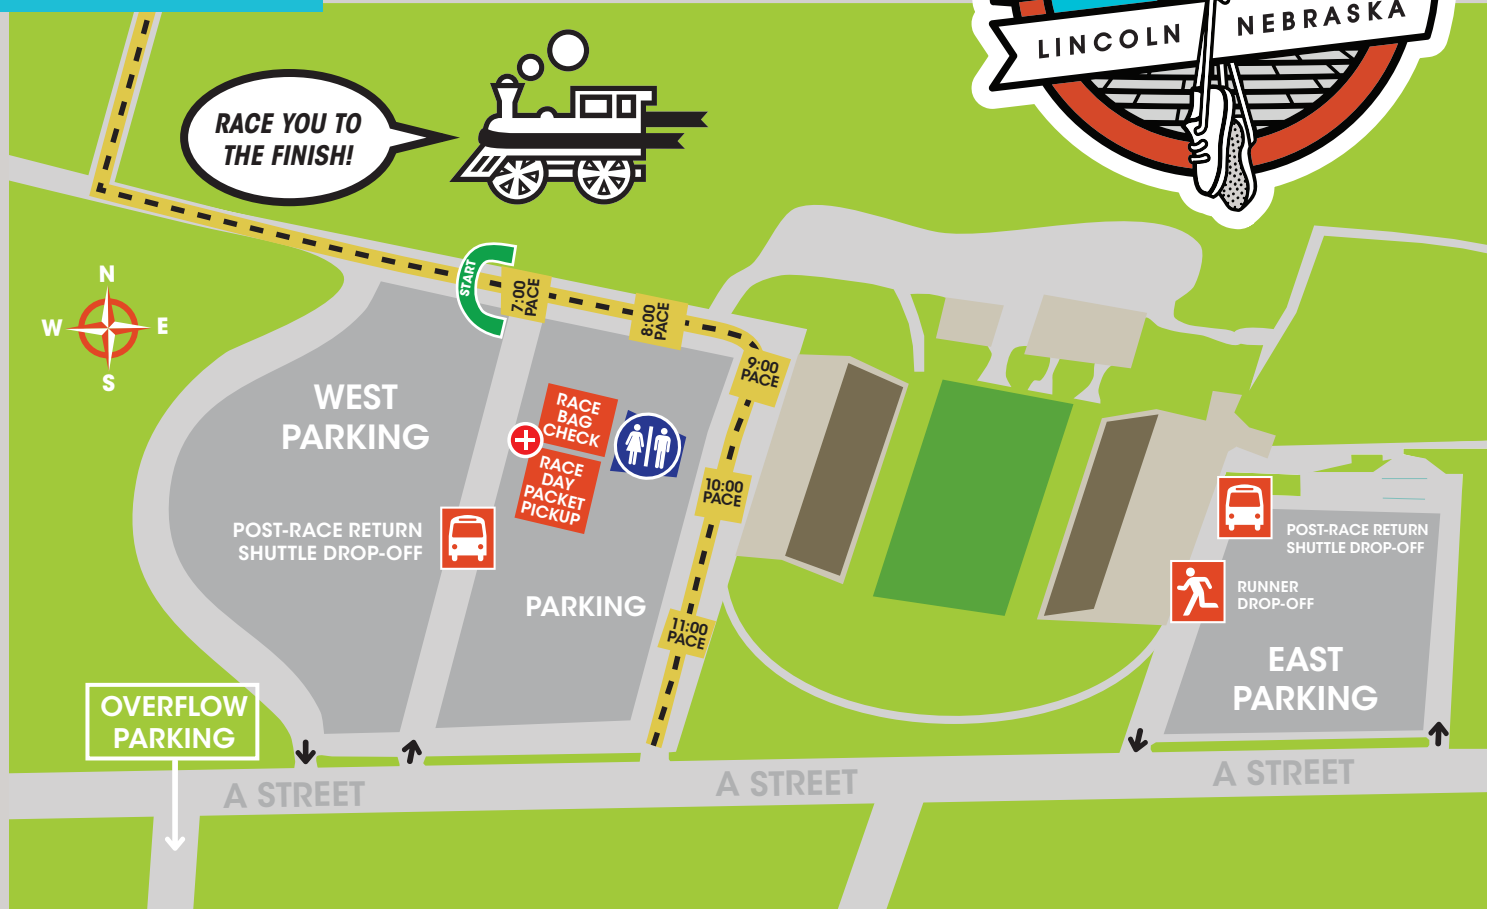 LINCOLN NEBRASKA
RACE YOU TO
THE FINISH!
N
W E
S
START
7:00
PACE
8:00
PACE
9:00
PACE
10:00
PACE
11:00
PACE
WEST
PARKING
RACE
BAG
CHECK
RACE
DAY
PACKET
PICKUP
POST-RACE RETURN
SHUTTLE DROP-OFF
PARKING
POST-RACE RETURN
SHUTTLE DROP-OFF
RUNNER
DROP-OFF
EAST
PARKING
OVERFLOW
PARKING
A STREET
A STREET
A STREET